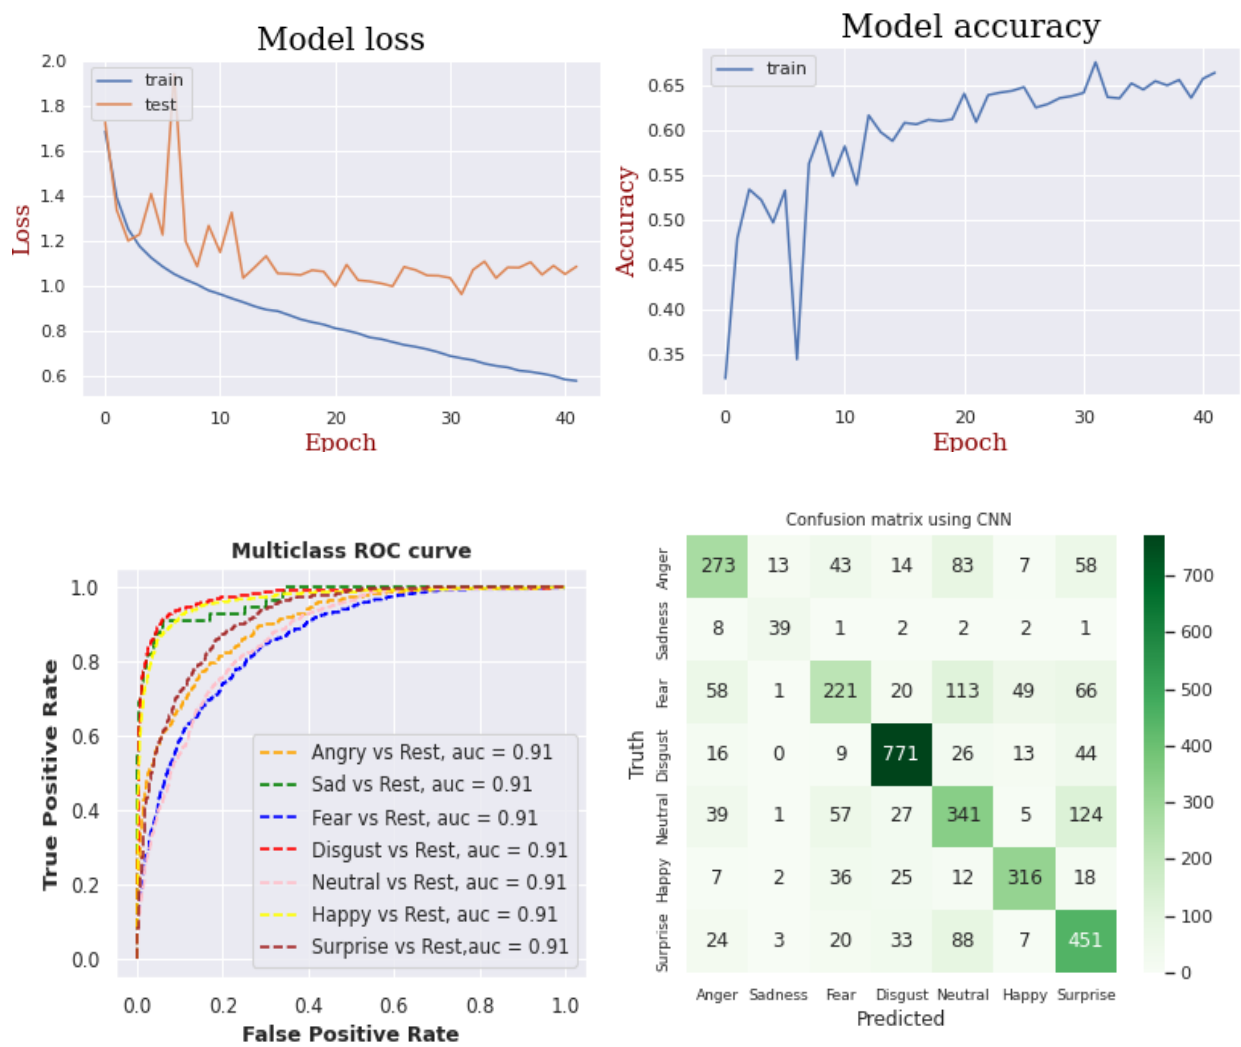 Model loss
2.0
1.8
1.6
1.4
1.2
1.0
0.8
0.6
Loss
train
test
0 10 20 30 40
Epoch
Model accuracy
0.65
0.60
0.55
0.50
0.45
0.40
0.35
Accuracy
train
0 10 20 30 40
Epoch
Multiclass ROC curve
1.0
0.8
0.6
0.4
0.2
0.0
True Positive Rate
Angry vs Rest, auc = 0.91
Sad vs Rest, auc = 0.91
Fear vs Rest, auc = 0.91
Disgust vs Rest, auc = 0.91
Neutral vs Rest, auc = 0.91
Happy vs Rest, auc = 0.91
Surprise vs Rest,auc = 0.91
0.0 0.2 0.4 0.6 0.8 1.0
False Positive Rate
Confusion matrix using CNN
Truth
Anger 273 13 43 14 83 7 58
Sadness 8 39 1 2 2 2 1
Fear 58 1 221 20 113 49 66
Disgust 16 0 9 771 26 13 44
Neutral 39 1 57 27 341 5 124
Happy 7 2 36 25 12 316 18
Surprise 24 3 20 33 88 7 451
Anger Sadness Fear Disgust Neutral Happy Surprise
Predicted
700
600
500
400
300
200
100
0